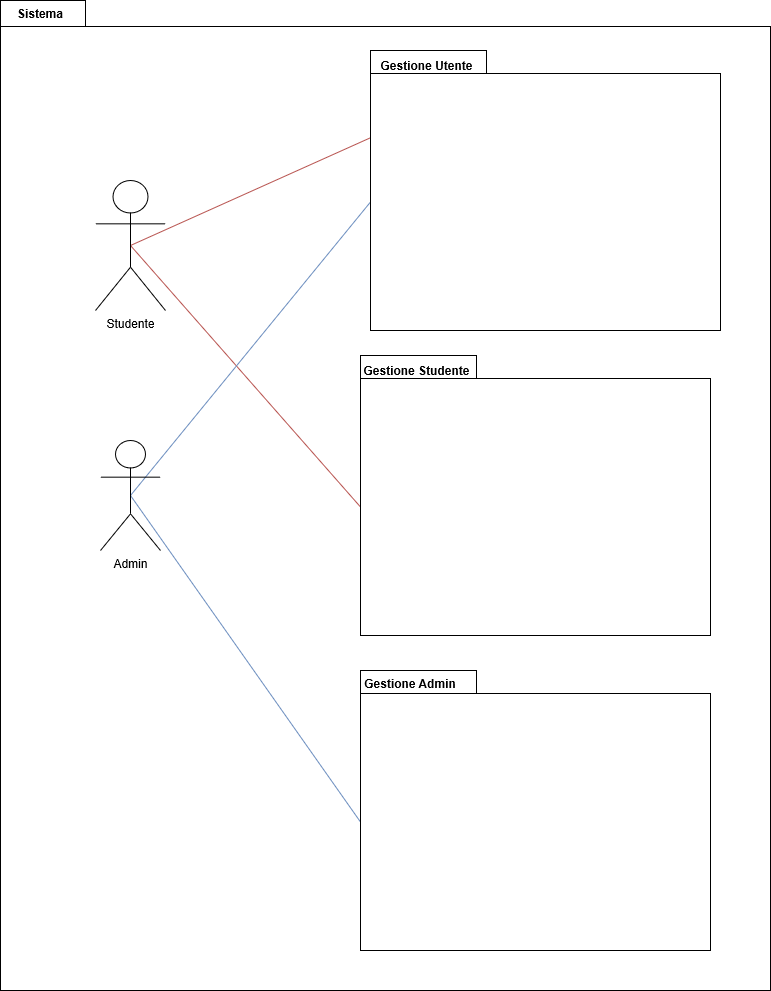 Sistema
Gestione Utente
Studente
Gestione Studente
Admin
Gestione Admin